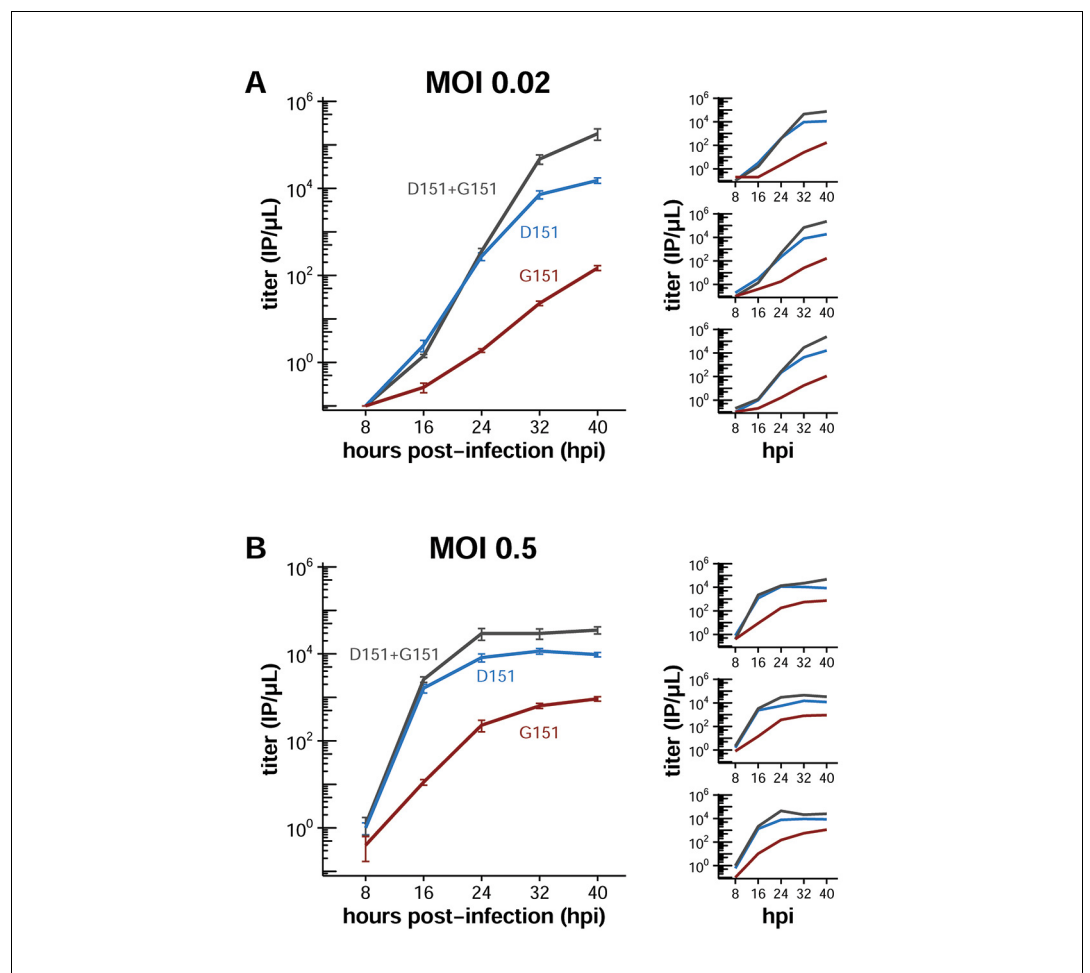 A
MOI 0.02
titer (IP/μL)
10^6
10^4
10^2
10^0
D151+G151
D151
G151
8 16 24 32 40
hours post−infection (hpi)
titer (IP/μL)
10^6
10^4
10^2
10^0
8 16 24 32 40
10^6
10^4
10^2
10^0
8 16 24 32 40
10^6
10^4
10^2
10^0
8 16 24 32 40
hpi
B
MOI 0.5
titer (IP/μL)
10^6
10^4
10^2
10^0
D151+G151
D151
G151
8 16 24 32 40
hours post−infection (hpi)
titer (IP/μL)
10^6
10^4
10^2
10^0
8 16 24 32 40
10^6
10^4
10^2
10^0
8 16 24 32 40
10^6
10^4
10^2
10^0
8 16 24 32 40
hpi